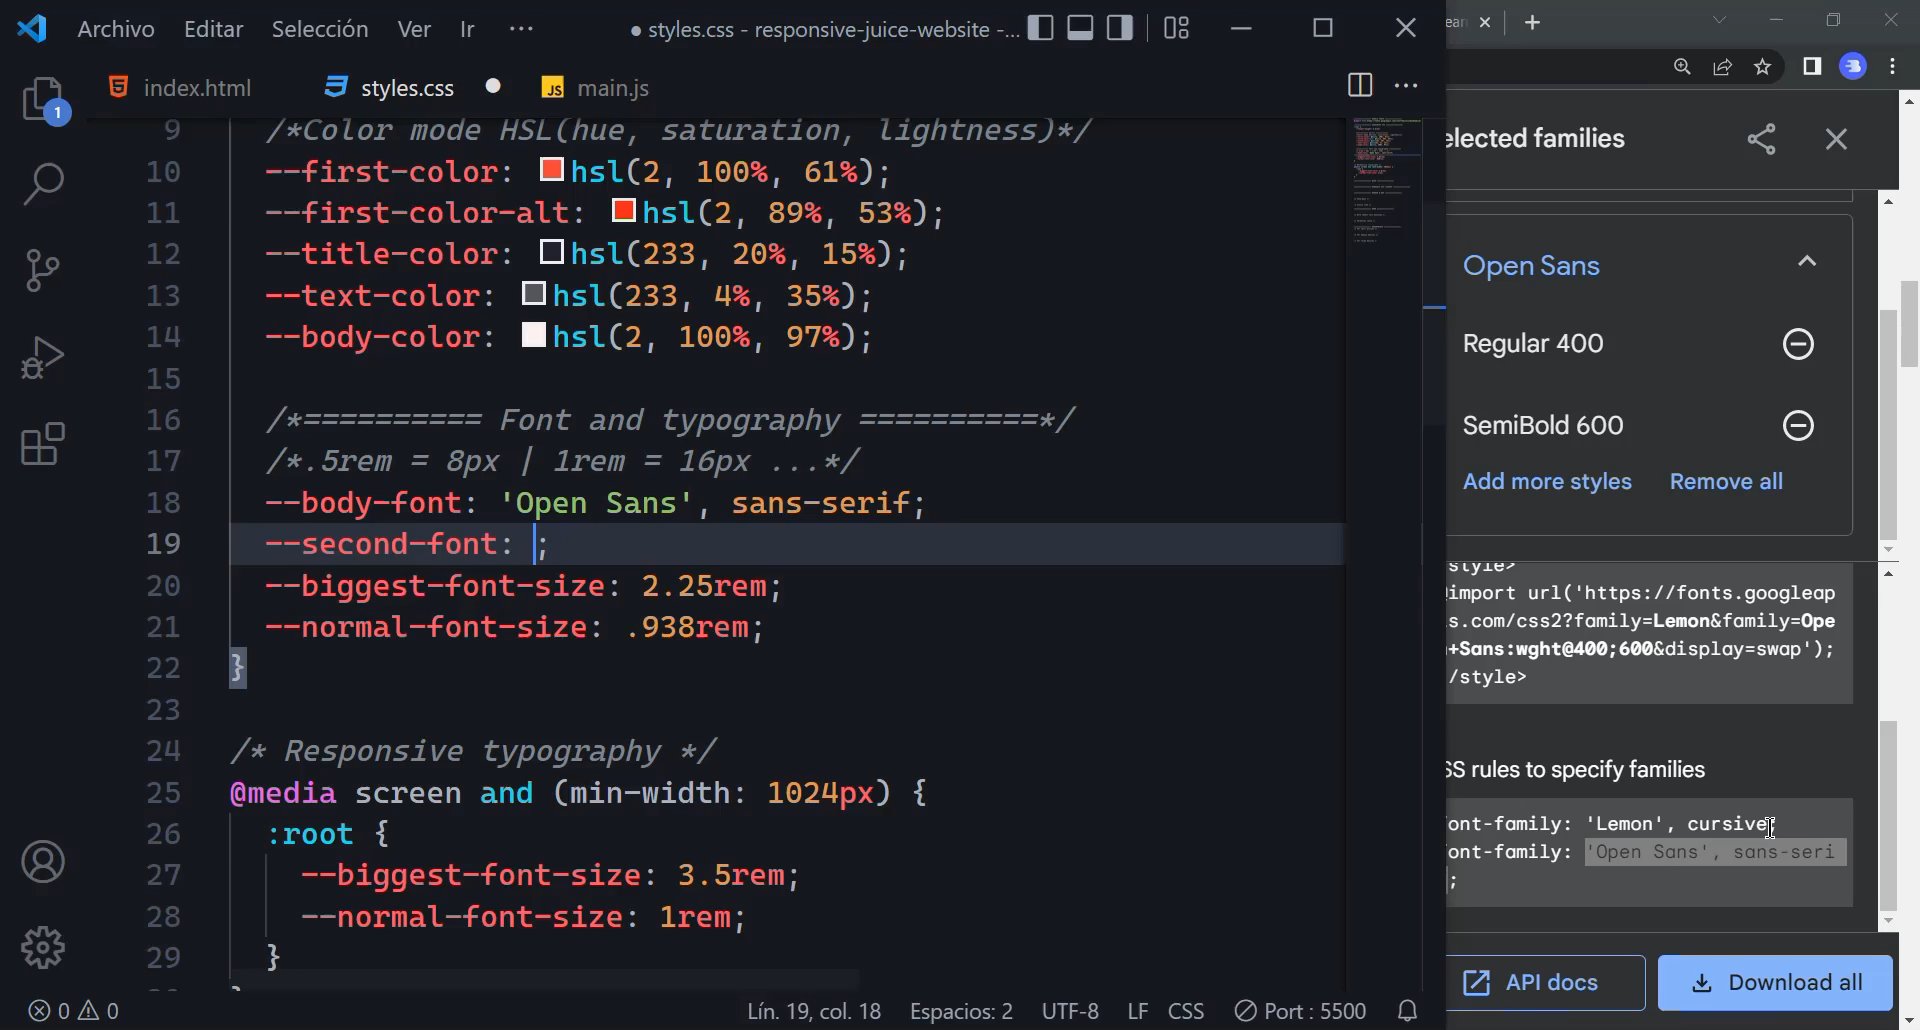 Archivo Editar Selección Ver Ir ···
● styles.css - responsive-juice-website -...
index.html
styles.css
JS main.js
1
9 /*Color mode HSL(hue, saturation, lightness)*/
10 --first-color: hsl(2, 100%, 61%);
11 --first-color-alt: hsl(2, 89%, 53%);
12 --title-color: hsl(233, 20%, 15%);
13 --text-color: hsl(233, 4%, 35%);
14 --body-color: hsl(2, 100%, 97%);
15
16 /*========== Font and typography ==========*/
17 /*.5rem = 8px | 1rem = 16px ...*/
18 --body-font: 'Open Sans', sans-serif;
19 --second-font: ;
20 --biggest-font-size: 2.25rem;
21 --normal-font-size: .938rem;
22 }
23
24 /* Responsive typography */
25 @media screen and (min-width: 1024px) {
26 :root {
27 --biggest-font-size: 3.5rem;
28 --normal-font-size: 1rem;
29 }
0 0
Lín. 19, col. 18
Espacios: 2
UTF-8
LF
CSS
Port : 5500
elected families
Open Sans
Regular 400
SemiBold 600
Add more styles Remove all
style>
import url('https://fonts.googleap
s.com/css2?family=Lemon&family=Ope
+Sans:wght@400;600&display=swap');
/style>
SS rules to specify families
ont-family: 'Lemon', cursive;
ont-family: 'Open Sans', sans-seri
;
API docs
Download all